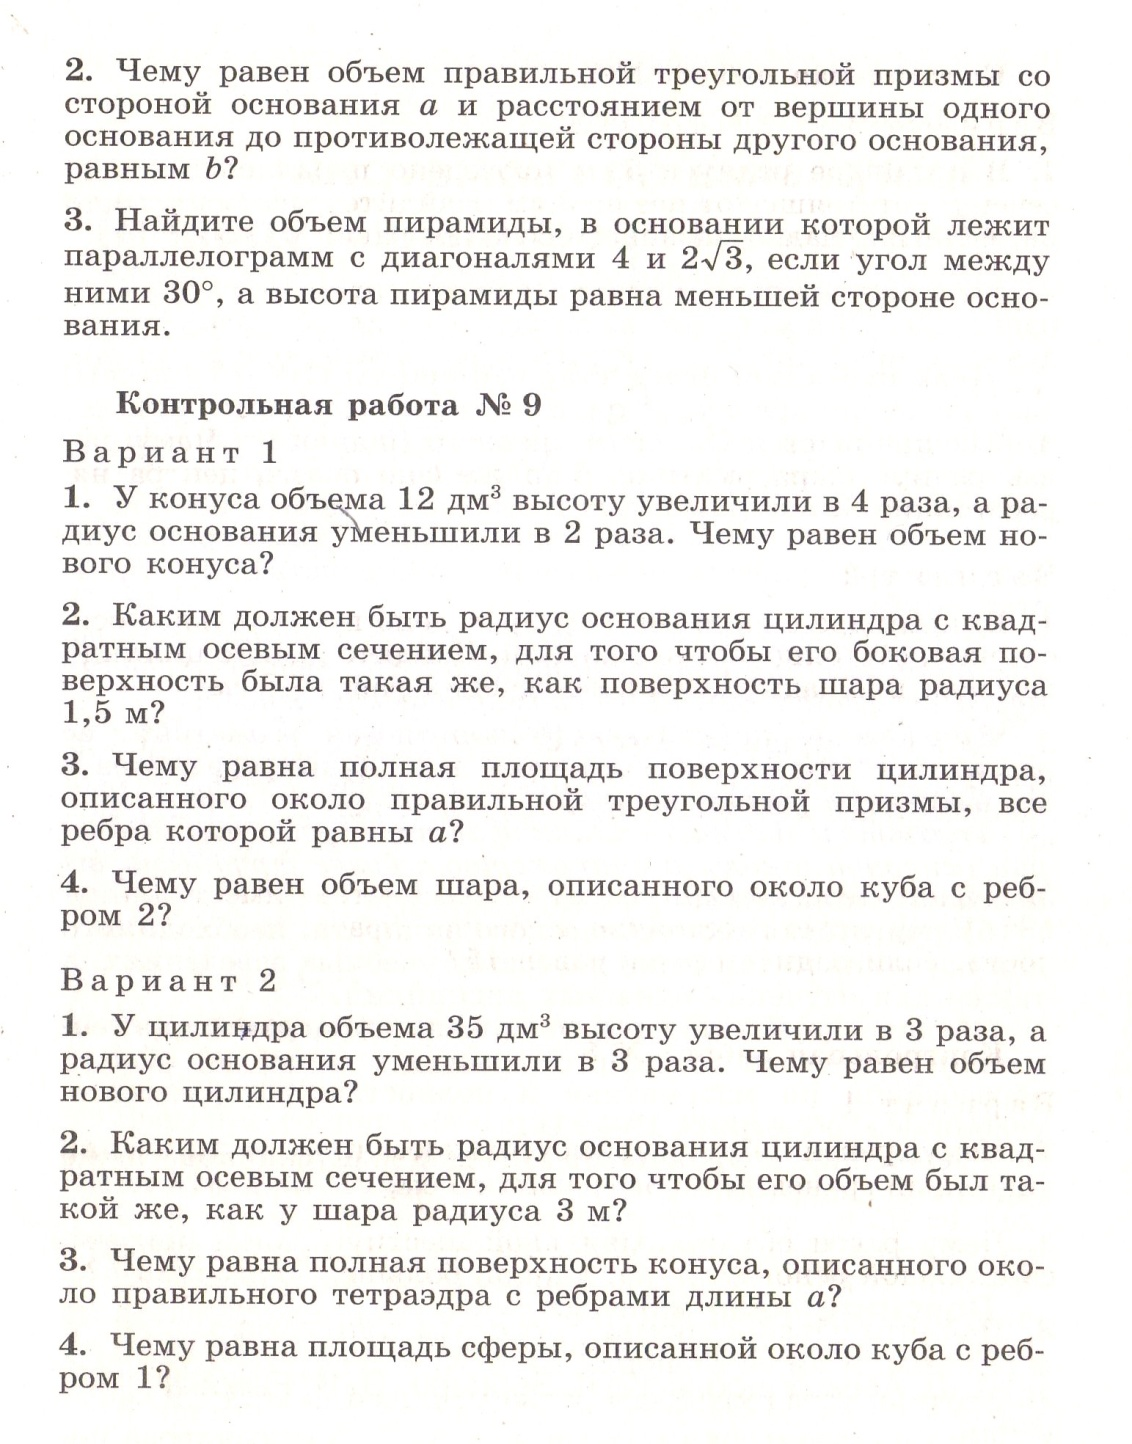 2. Чему равен объем правильной треугольной призмы со
стороной основания a и расстоянием от вершины одного
основания до противолежащей стороны другого основания,
равным b?
3. Найдите объем пирамиды, в основании которой лежит
параллелограмм с диагоналями 4 и 2√3, если угол между
ними 30°, а высота пирамиды равна меньшей стороне осно-
вания.
Контрольная работа № 9
Вариант 1
1. У конуса объема 12 дм³ высоту увеличили в 4 раза, а ра-
диус основания уменьшили в 2 раза. Чему равен объем но-
вого конуса?
2. Каким должен быть радиус основания цилиндра с квад-
ратным осевым сечением, для того чтобы его боковая по-
верхность была такая же, как поверхность шара радиуса
1,5 м?
3. Чему равна полная площадь поверхности цилиндра,
описанного около правильной треугольной призмы, все
ребра которой равны a?
4. Чему равен объем шара, описанного около куба с реб-
ром 2?
Вариант 2
1. У цилиндра объема 35 дм³ высоту увеличили в 3 раза, а
радиус основания уменьшили в 3 раза. Чему равен объем
нового цилиндра?
2. Каким должен быть радиус основания цилиндра с квад-
ратным осевым сечением, для того чтобы его объем был та-
кой же, как у шара радиуса 3 м?
3. Чему равна полная поверхность конуса, описанного око-
ло правильного тетраэдра с ребрами длины a?
4. Чему равна площадь сферы, описанной около куба с реб-
ром 1?